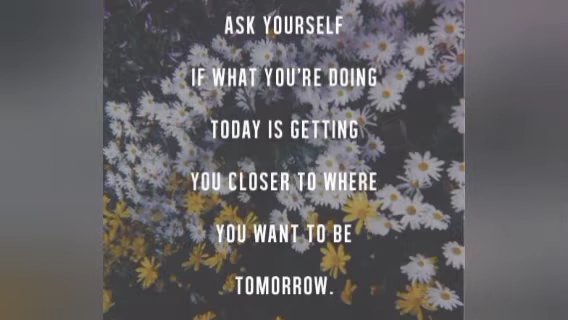 ASK YOURSELF
IF WHAT YOU'RE DOING
TODAY IS GETTING
YOU CLOSER TO WHERE
YOU WANT TO BE
TOMORROW.